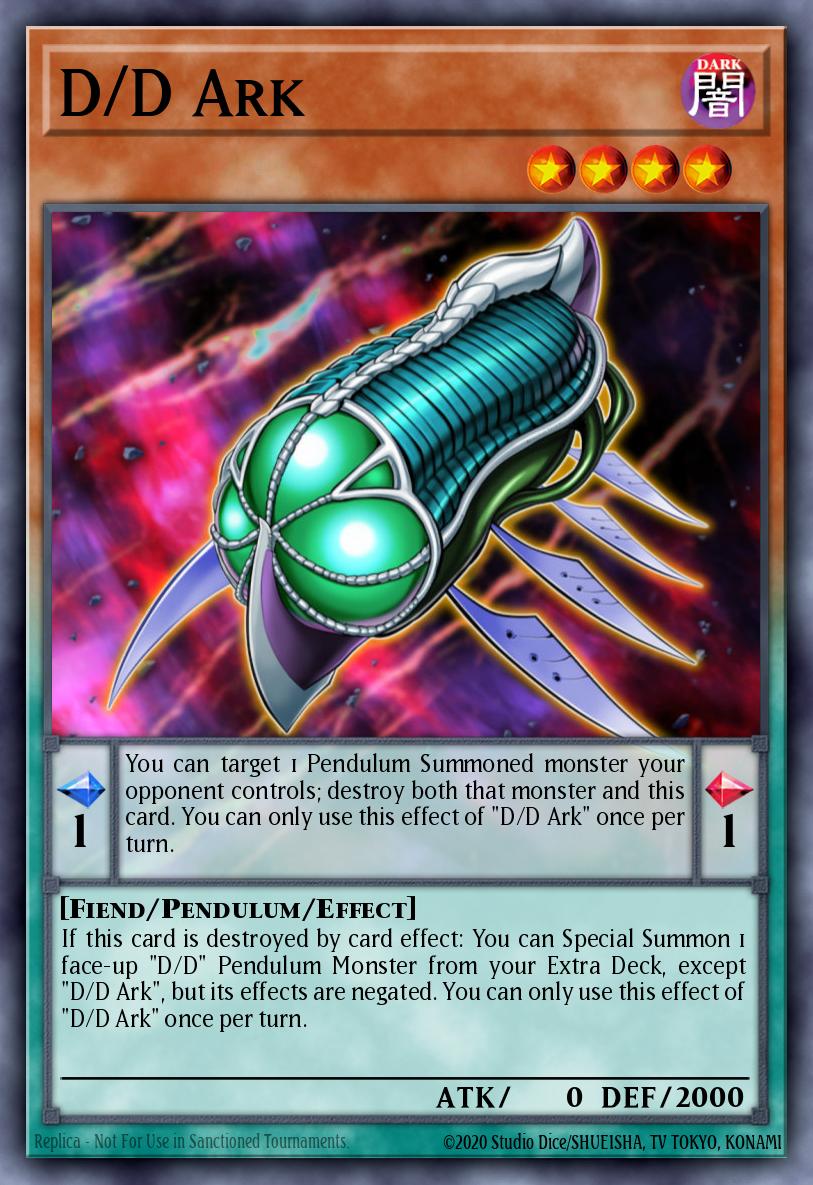 D/D Ark
DARK
闇
You can target 1 Pendulum Summoned monster your
opponent controls; destroy both that monster and this
card. You can only use this effect of "D/D Ark" once per
turn.
1
1
[Fiend/Pendulum/Effect]
If this card is destroyed by card effect: You can Special Summon 1
face-up "D/D" Pendulum Monster from your Extra Deck, except
"D/D Ark", but its effects are negated. You can only use this effect of
"D/D Ark" once per turn.
ATK/ 0 DEF/2000
Replica - Not For Use in Sanctioned Tournaments.
©2020 Studio Dice/SHUEISHA, TV TOKYO, KONAMI